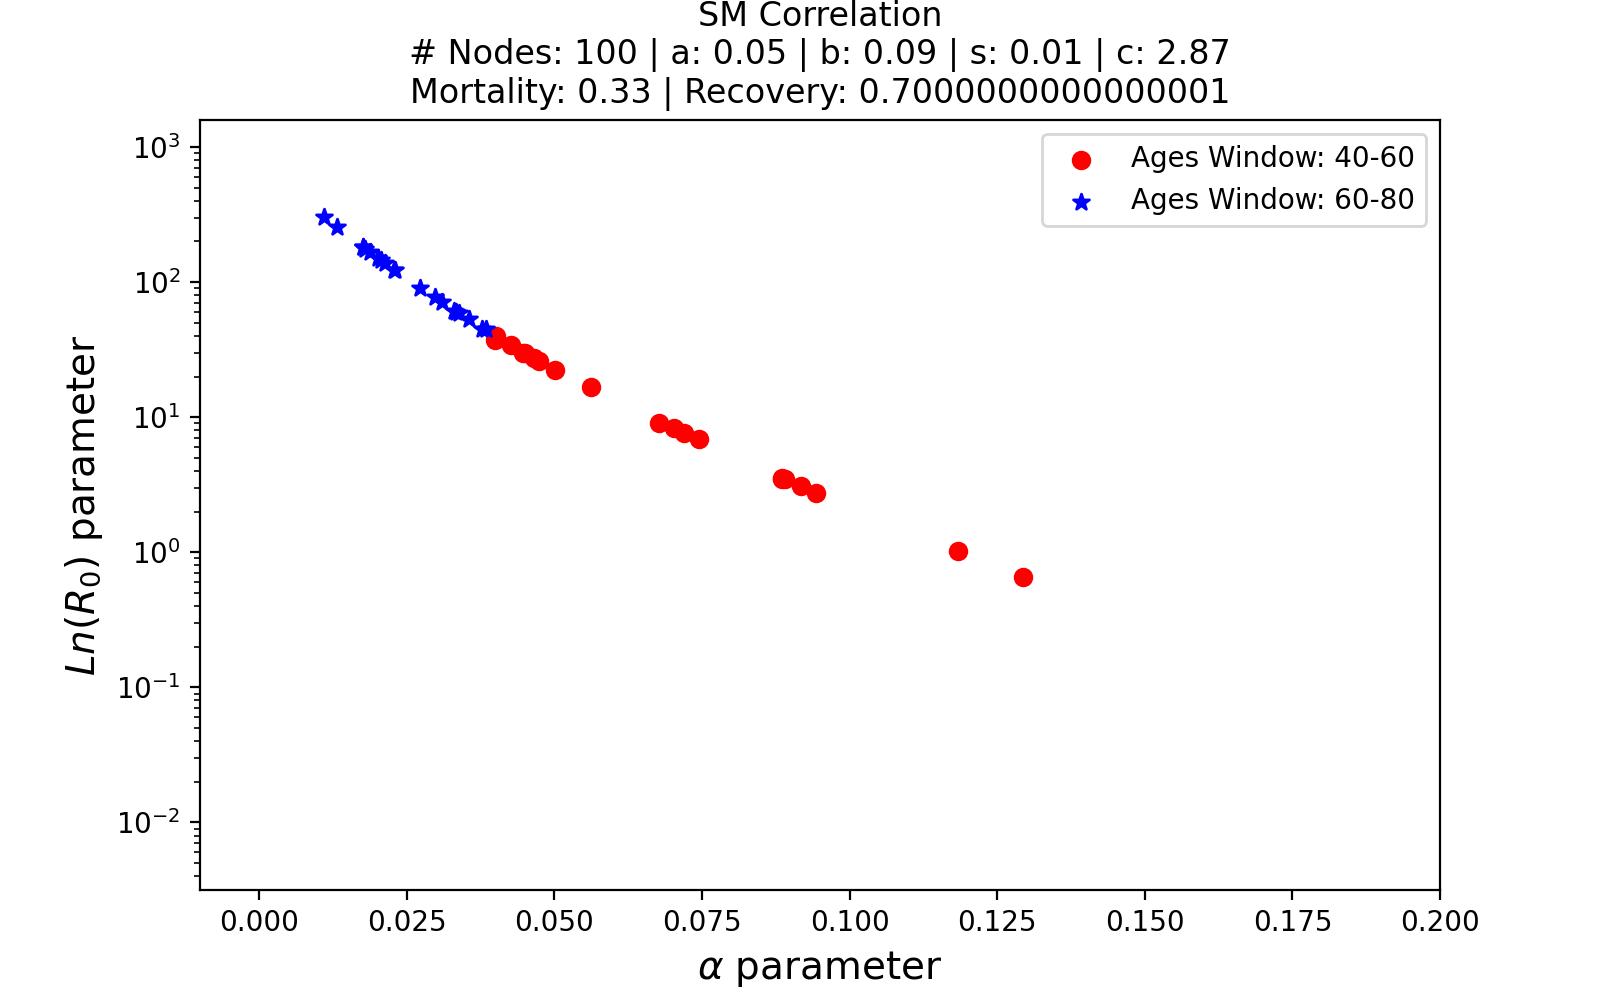 SM Correlation
# Nodes: 100 | a: 0.05 | b: 0.09 | s: 0.01 | c: 2.87
Mortality: 0.33 | Recovery: 0.7000000000000001
Ages Window: 40-60
Ages Window: 60-80
Ln(R₀) parameter
10³
10²
10¹
10⁰
10⁻¹
10⁻²
0.000 0.025 0.050 0.075 0.100 0.125 0.150 0.175 0.200
α parameter